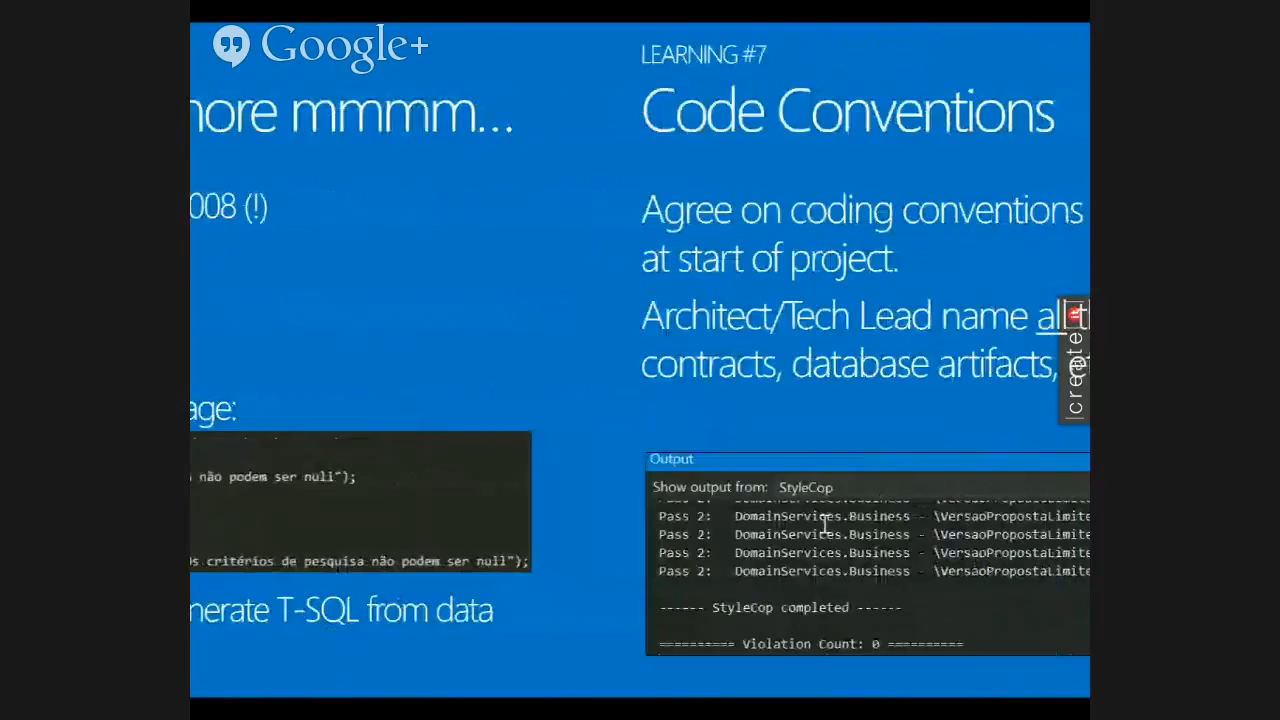 Google+
more mmmm...
008 (!)
age:
não podem ser null");
Os critérios de pesquisa não podem ser null");
nerate T-SQL from data
LEARNING #7
Code Conventions
Agree on coding conventions
at start of project.
Architect/Tech Lead name all t
contracts, database artifacts,
|create|it|
Output
Show output from: StyleCop
Pass 2: DomainServices.Business - \VersaoPropostaLimite
Pass 2: DomainServices.Business - \VersaoPropostaLimite
Pass 2: DomainServices.Business - \VersaoPropostaLimite
Pass 2: DomainServices.Business - \VersaoPropostaLimite
------ StyleCop completed ------
========== Violation Count: 0 ==========